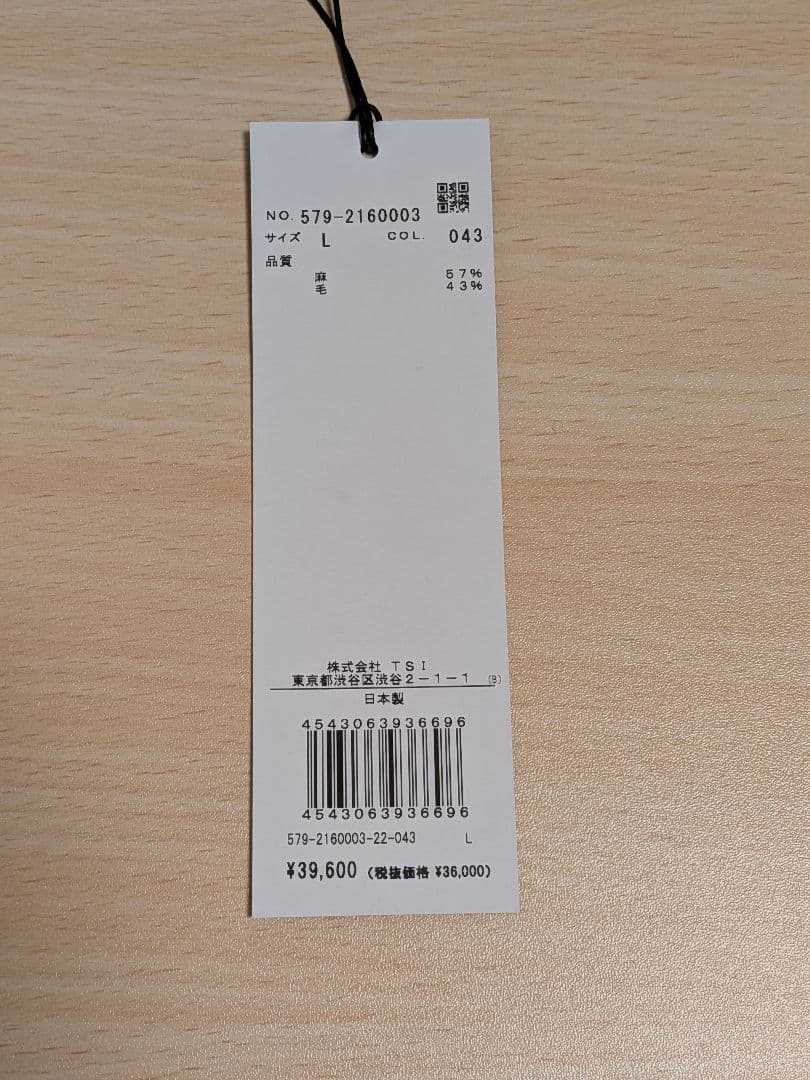 NO. 579-2160003
サイズ L COL. 043
品質
麻 57%
毛 43%
株式会社 TSI
東京都渋谷区渋谷2-1-1 (B)
日本製
4543063936696
4543063936696
579-2160003-22-043 L
¥39,600 (税抜価格 ¥36,000)